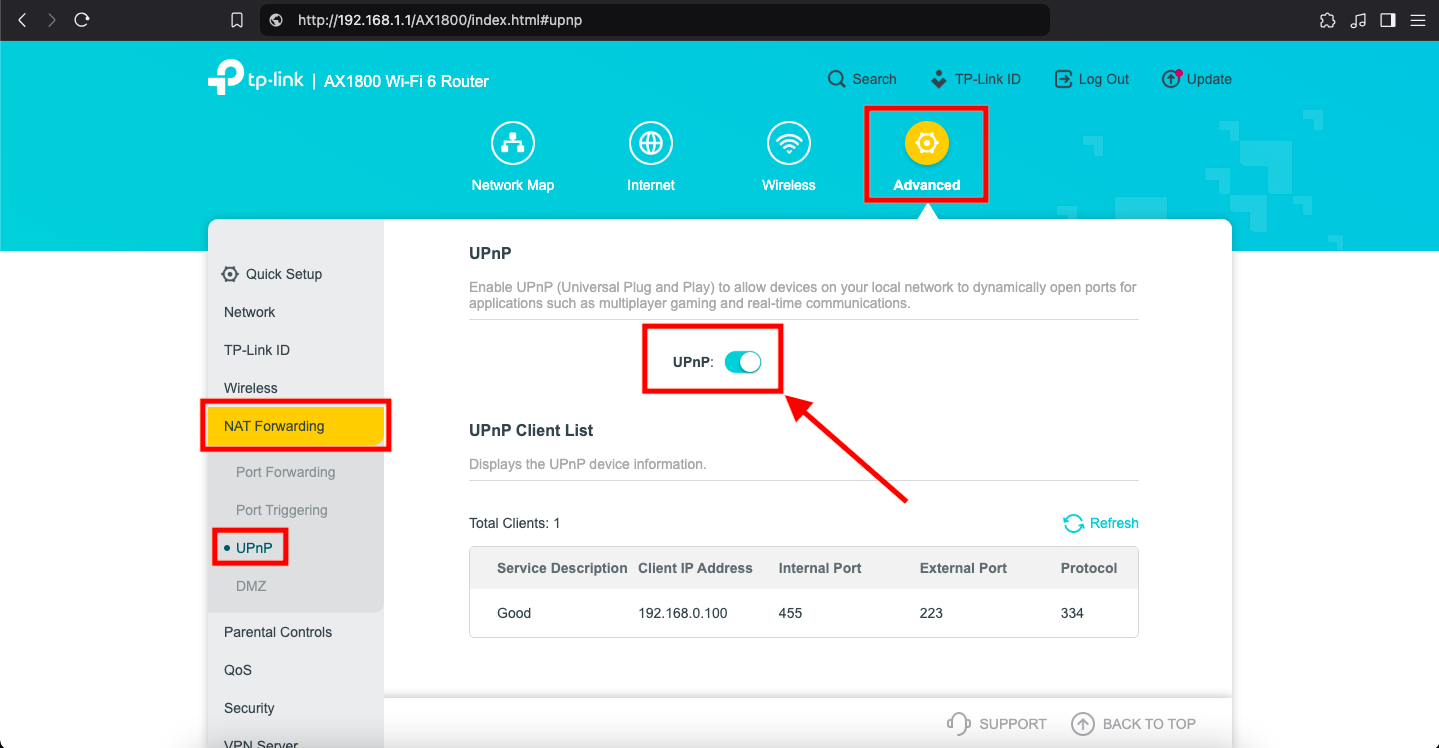 http://192.168.1.1/AX1800/index.html#upnp
tp-link | AX1800 Wi-Fi 6 Router
Search
TP-Link ID
Log Out
Update
Network Map
Internet
Wireless
Advanced
Quick Setup
Network
TP-Link ID
Wireless
NAT Forwarding
Port Forwarding
Port Triggering
UPnP
DMZ
Parental Controls
QoS
Security
VPN Server
UPnP
Enable UPnP (Universal Plug and Play) to allow devices on your local network to dynamically open ports for
applications such as multiplayer gaming and real-time communications.
UPnP:
UPnP Client List
Displays the UPnP device information.
Total Clients: 1
Refresh
Service Description Client IP Address Internal Port External Port Protocol
Good 192.168.0.100 455 223 334
SUPPORT
BACK TO TOP